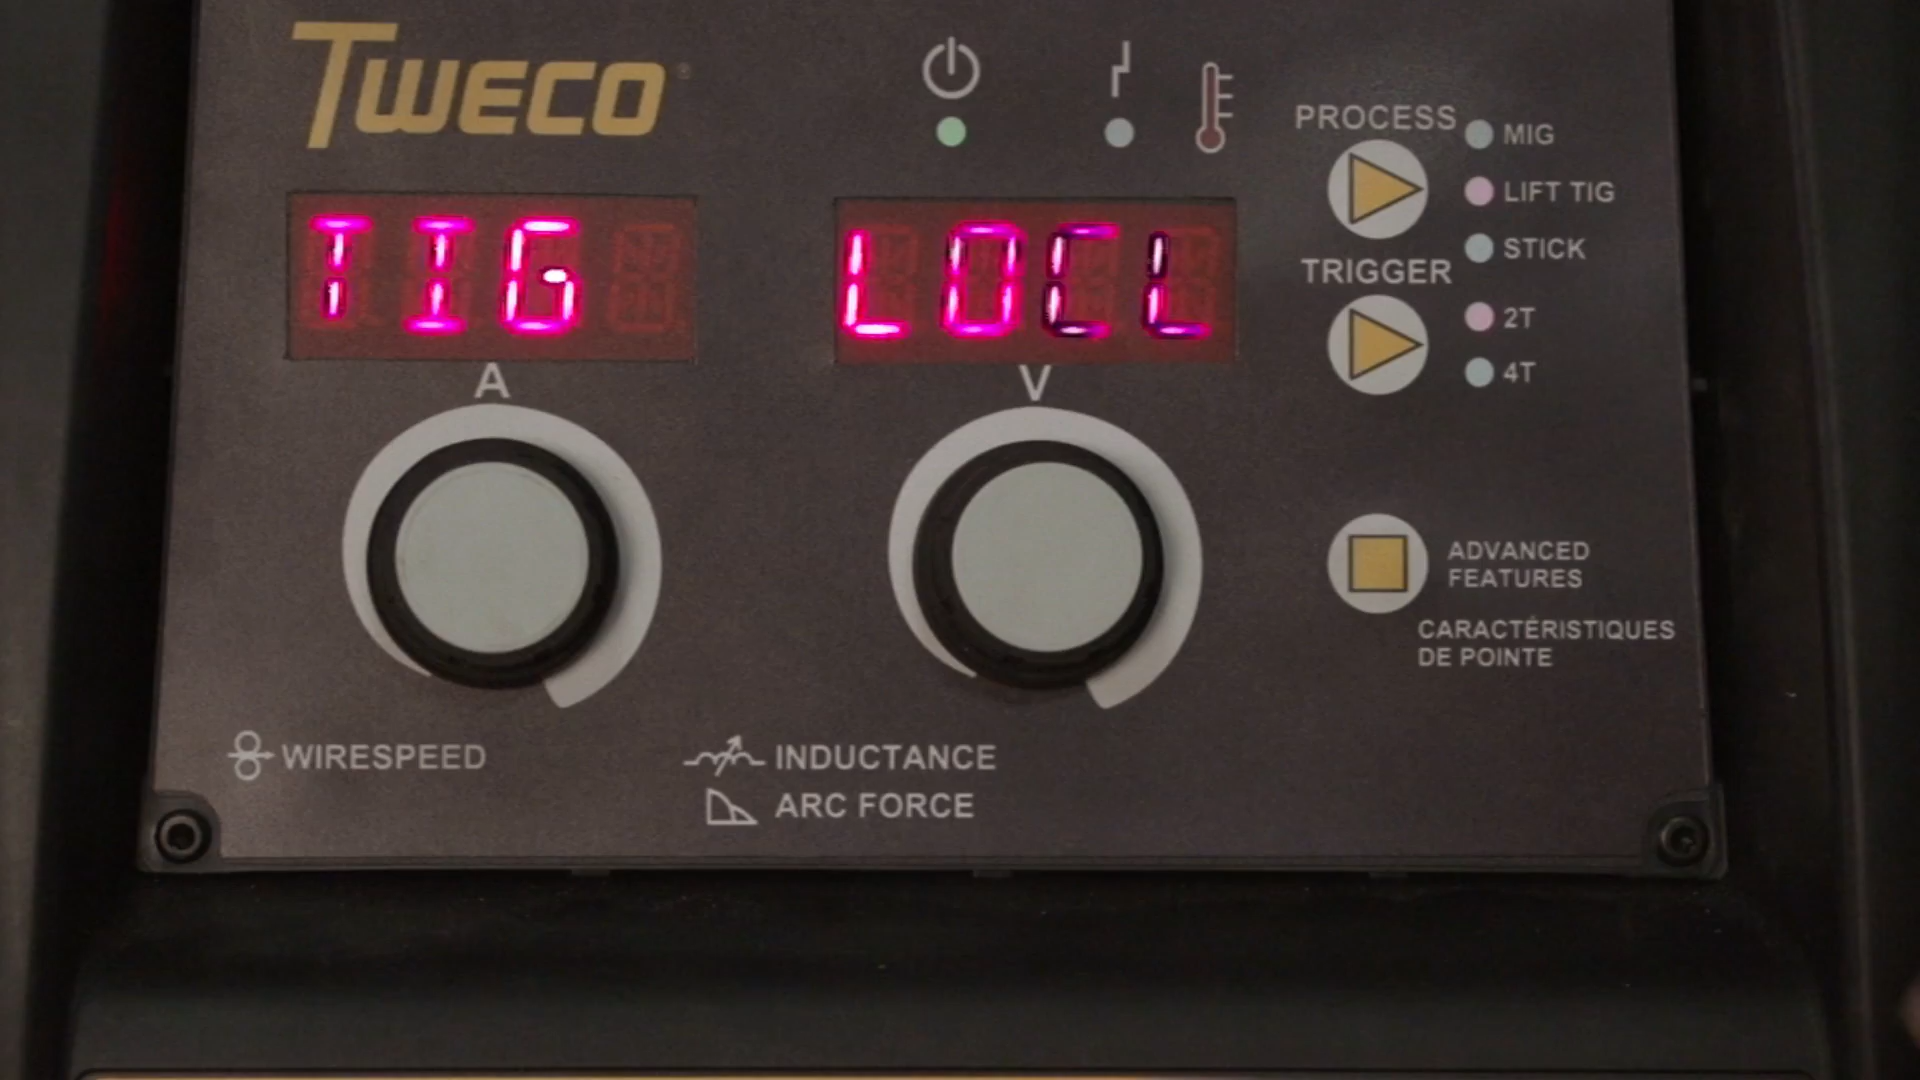 TWECO
PROCESS
MIG
LIFT TIG
STICK
TIG
LOCL
TRIGGER
2T
4T
A
V
ADVANCED
FEATURES
CARACTÉRISTIQUES
DE POINTE
WIRESPEED
INDUCTANCE
ARC FORCE